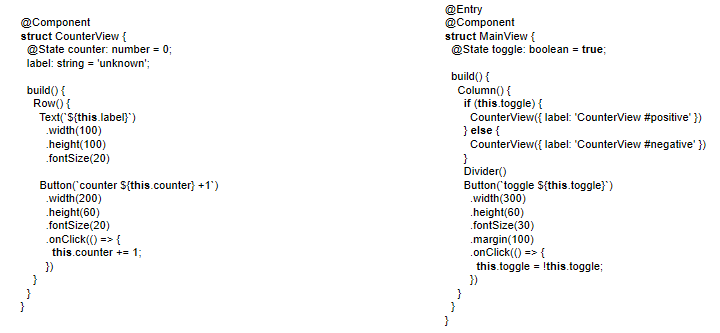 @Component
struct CounterView {
@State counter: number = 0;
label: string = 'unknown';
build() {
Row() {
Text(`${this.label}`)
.width(100)
.height(100)
.fontSize(20)
Button(`counter ${this.counter} +1`)
.width(200)
.height(60)
.fontSize(20)
.onClick(() => {
this.counter += 1;
})
}
}
}
@Entry
@Component
struct MainView {
@State toggle: boolean = true;
build() {
Column() {
if (this.toggle) {
CounterView({ label: 'CounterView #positive' })
} else {
CounterView({ label: 'CounterView #negative' })
}
Divider()
Button(`toggle ${this.toggle}`)
.width(300)
.height(60)
.fontSize(30)
.margin(100)
.onClick(() => {
this.toggle = !this.toggle;
})
}
}
}